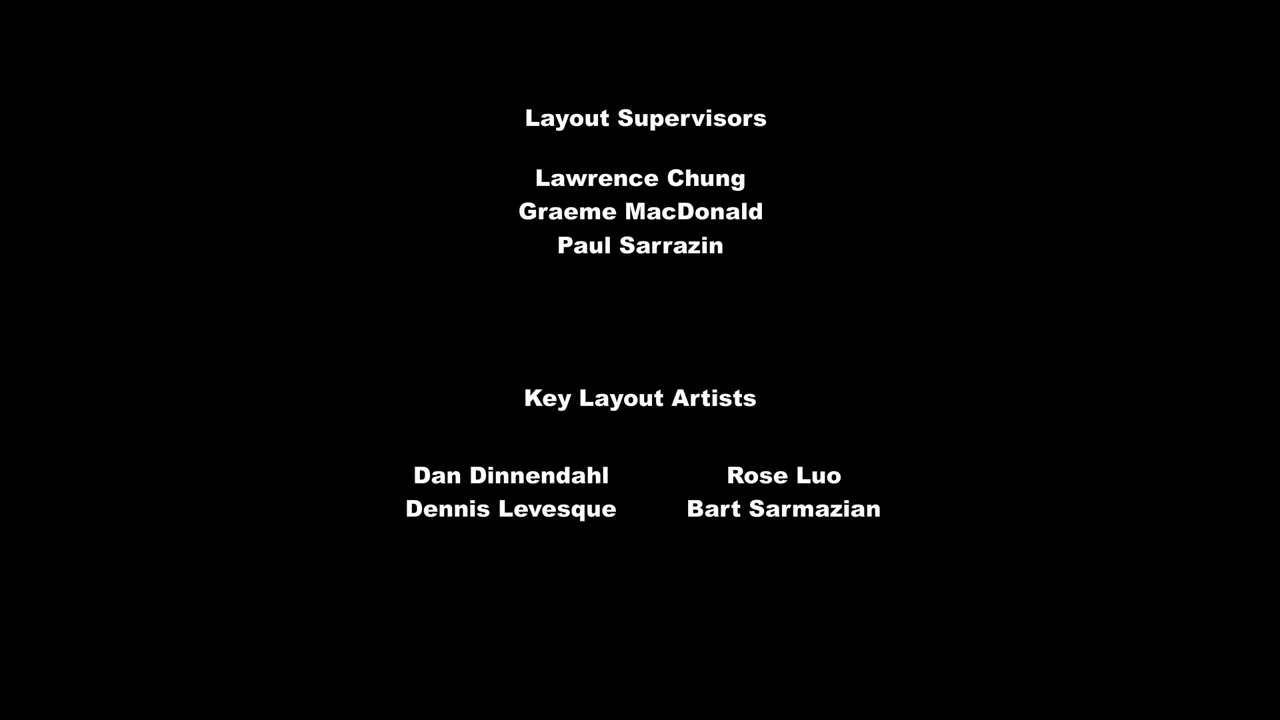 Layout Supervisors
Lawrence Chung
Graeme MacDonald
Paul Sarrazin
Key Layout Artists
Dan Dinnendahl Rose Luo
Dennis Levesque Bart Sarmazian